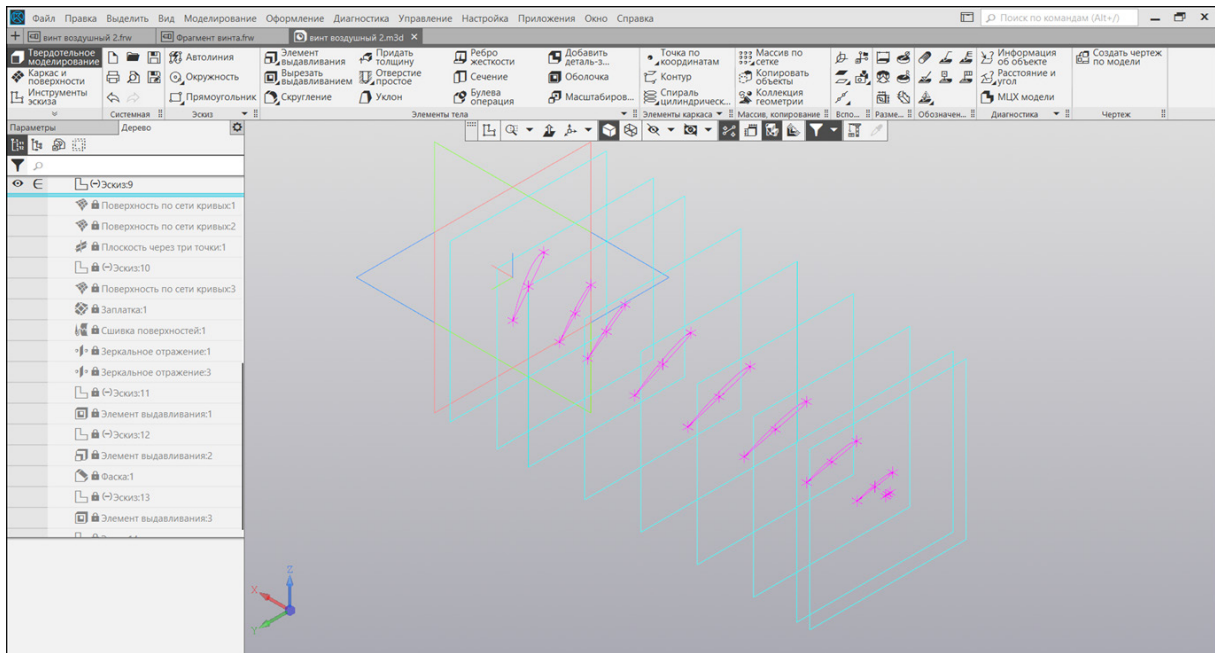 Файл Правка Выделить Вид Моделирование Оформление Диагностика Управление Настройка Приложения Окно Справка
Поиск по командам (Alt+/)
винт воздушный 2.frw
Фрагмент винта.frw
винт воздушный 2.m3d
Твердотельное моделирование
Каркас и поверхности
Инструменты эскиза
Системная
Автолиния
Окружность
Прямоугольник
Эскиз
Элемент выдавливания
Вырезать выдавливанием
Скругление
Придать толщину
Отверстие простое
Уклон
Ребро жесткости
Сечение
Булева операция
Добавить деталь-з...
Оболочка
Масштабиров...
Элементы тела
Точка по координатам
Контур
Спираль цилиндрическ...
Элементы каркаса
Массив по сетке
Копировать объекты
Коллекция геометрии
Массив, копирование
Вспо...
Разме...
Обозначен...
Информация об объекте
Расстояние и угол
МЦХ модели
Диагностика
Создать чертеж по модели
Чертеж
Параметры
Дерево
(-)Эскиз:9
Поверхность по сети кривых:1
Поверхность по сети кривых:2
Плоскость через три точки:1
(-)Эскиз:10
Поверхность по сети кривых:3
Заплатка:1
Сшивка поверхностей:1
Зеркальное отражение:1
Зеркальное отражение:3
(-)Эскиз:11
Элемент выдавливания:1
(-)Эскиз:12
Элемент выдавливания:2
Фаска:1
(-)Эскиз:13
Элемент выдавливания:3
Z
X
Y